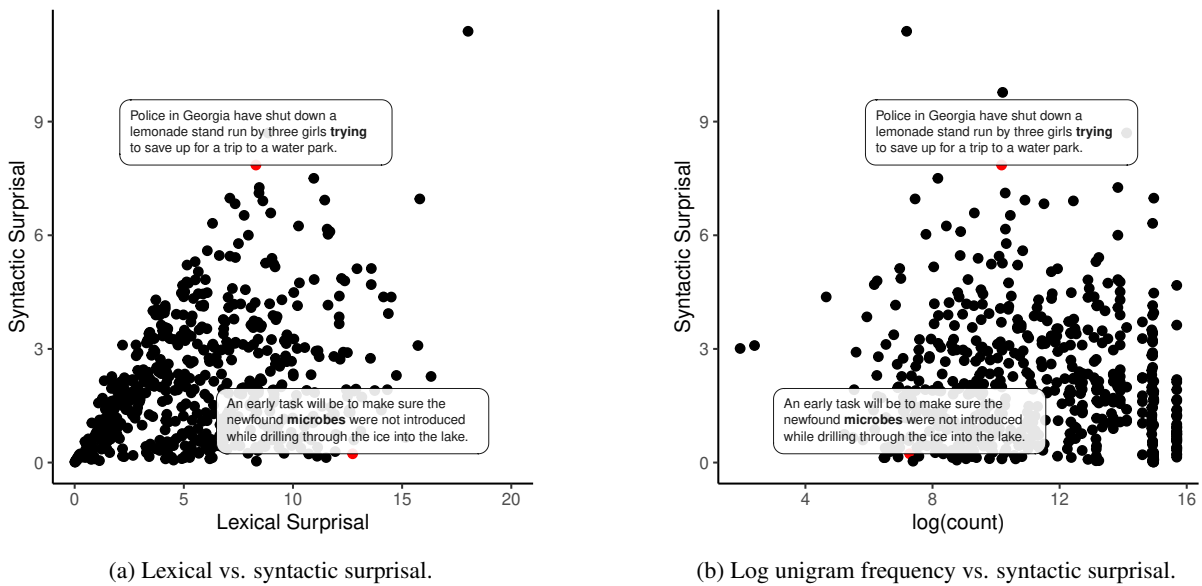 Syntactic Surprisal
9
6
3
0
Police in Georgia have shut down a
lemonade stand run by three girls trying
to save up for a trip to a water park.
An early task will be to make sure the
newfound microbes were not introduced
while drilling through the ice into the lake.
0 5 10 15 20
Lexical Surprisal
(a) Lexical vs. syntactic surprisal.
Syntactic Surprisal
9
6
3
0
Police in Georgia have shut down a
lemonade stand run by three girls trying
to save up for a trip to a water park.
An early task will be to make sure the
newfound microbes were not introduced
while drilling through the ice into the lake.
4 8 12 16
log(count)
(b) Log unigram frequency vs. syntactic surprisal.